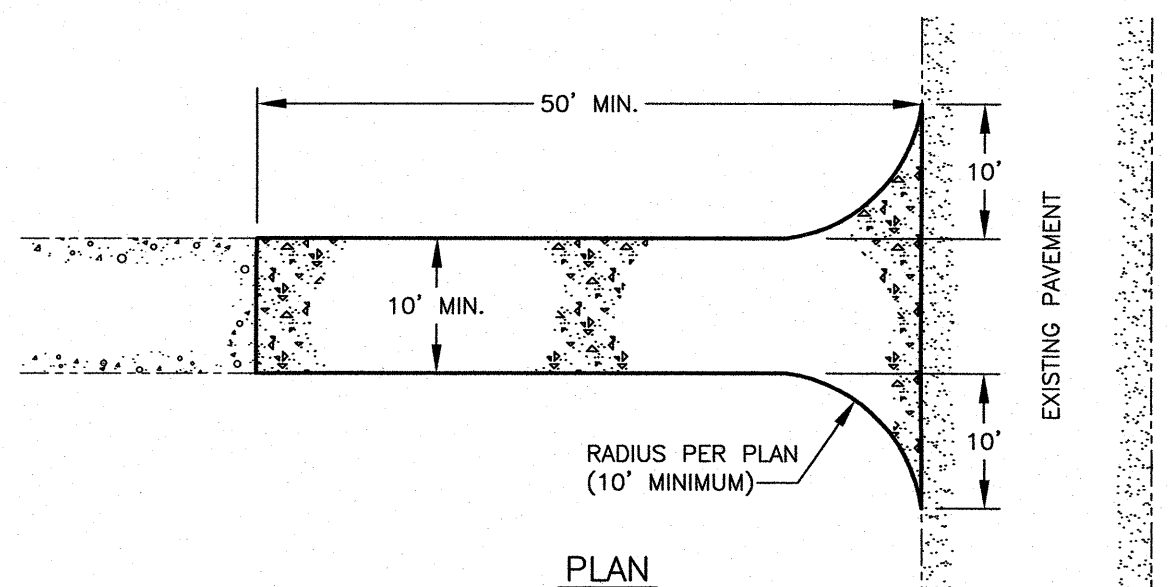 50' MIN.
10'
EXISTING PAVEMENT
10' MIN.
10'
RADIUS PER PLAN
(10' MINIMUM)
PLAN